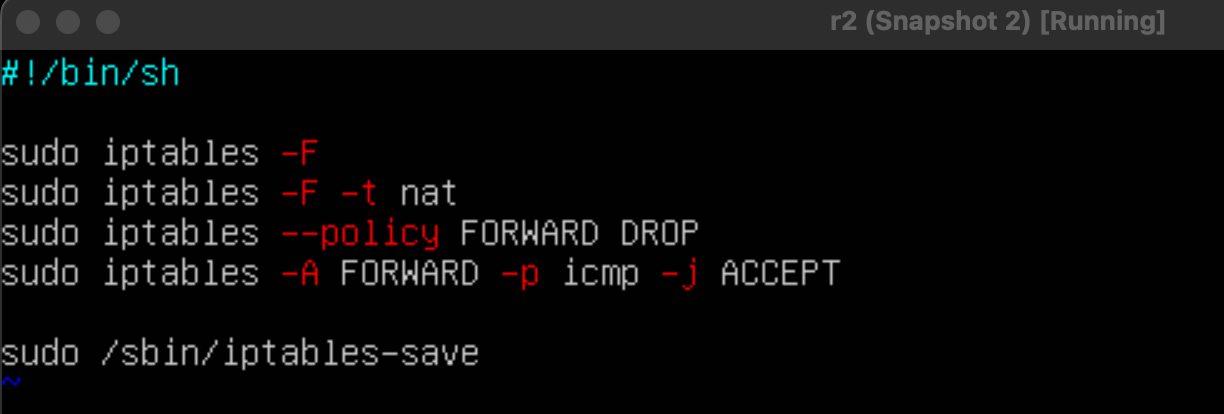 r2 (Snapshot 2) [Running]
#!/bin/sh
sudo iptables -F
sudo iptables -F -t nat
sudo iptables --policy FORWARD DROP
sudo iptables -A FORWARD -p icmp -j ACCEPT
sudo /sbin/iptables-save
~